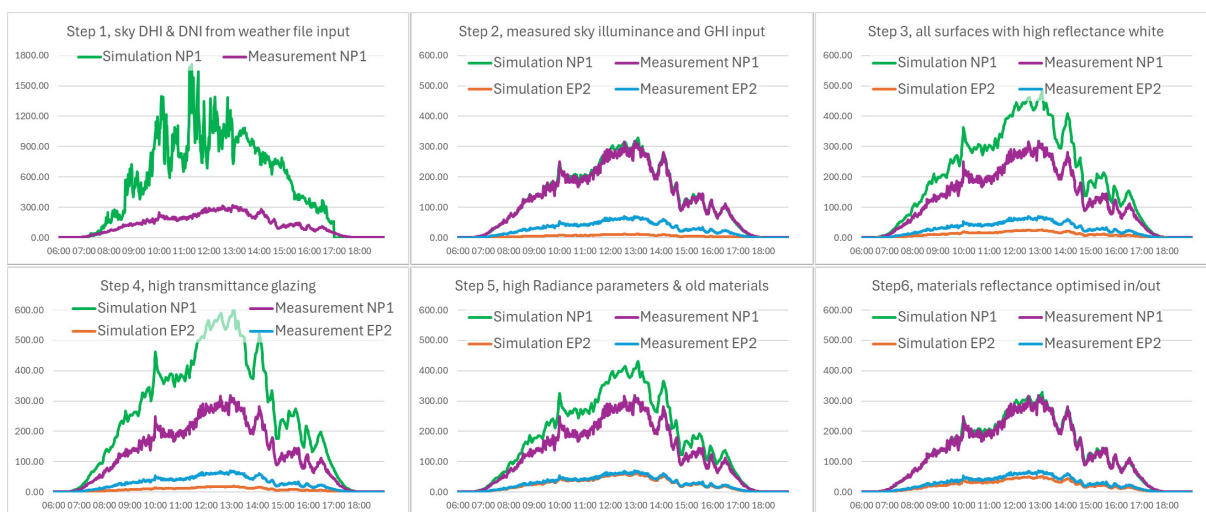 Step 1, sky DHI & DNI from weather file input
Simulation NP1 Measurement NP1
1800.00
1500.00
1200.00
900.00
600.00
300.00
0.00
06:00 07:00 08:00 09:00 10:00 11:00 12:00 13:00 14:00 15:00 16:00 17:00 18:00
Step 2, measured sky illuminance and GHI input
Simulation NP1 Measurement NP1
Simulation EP2 Measurement EP2
600.00
500.00
400.00
300.00
200.00
100.00
0.00
06:00 07:00 08:00 09:00 10:00 11:00 12:00 13:00 14:00 15:00 16:00 17:00 18:00
Step 3, all surfaces with high reflectance white
Simulation NP1 Measurement NP1
Simulation EP2 Measurement EP2
600.00
500.00
400.00
300.00
200.00
100.00
0.00
06:00 07:00 08:00 09:00 10:00 11:00 12:00 13:00 14:00 15:00 16:00 17:00 18:00
Step 4, high transmittance glazing
Simulation NP1 Measurement NP1
Simulation EP2 Measurement EP2
600.00
500.00
400.00
300.00
200.00
100.00
0.00
06:00 07:00 08:00 09:00 10:00 11:00 12:00 13:00 14:00 15:00 16:00 17:00 18:00
Step 5, high Radiance parameters & old materials
Simulation NP1 Measurement NP1
Simulation EP2 Measurement EP2
600.00
500.00
400.00
300.00
200.00
100.00
0.00
06:00 07:00 08:00 09:00 10:00 11:00 12:00 13:00 14:00 15:00 16:00 17:00 18:00
Step6, materials reflectance optimised in/out
Simulation NP1 Measurement NP1
Simulation EP2 Measurement EP2
600.00
500.00
400.00
300.00
200.00
100.00
0.00
06:00 07:00 08:00 09:00 10:00 11:00 12:00 13:00 14:00 15:00 16:00 17:00 18:00